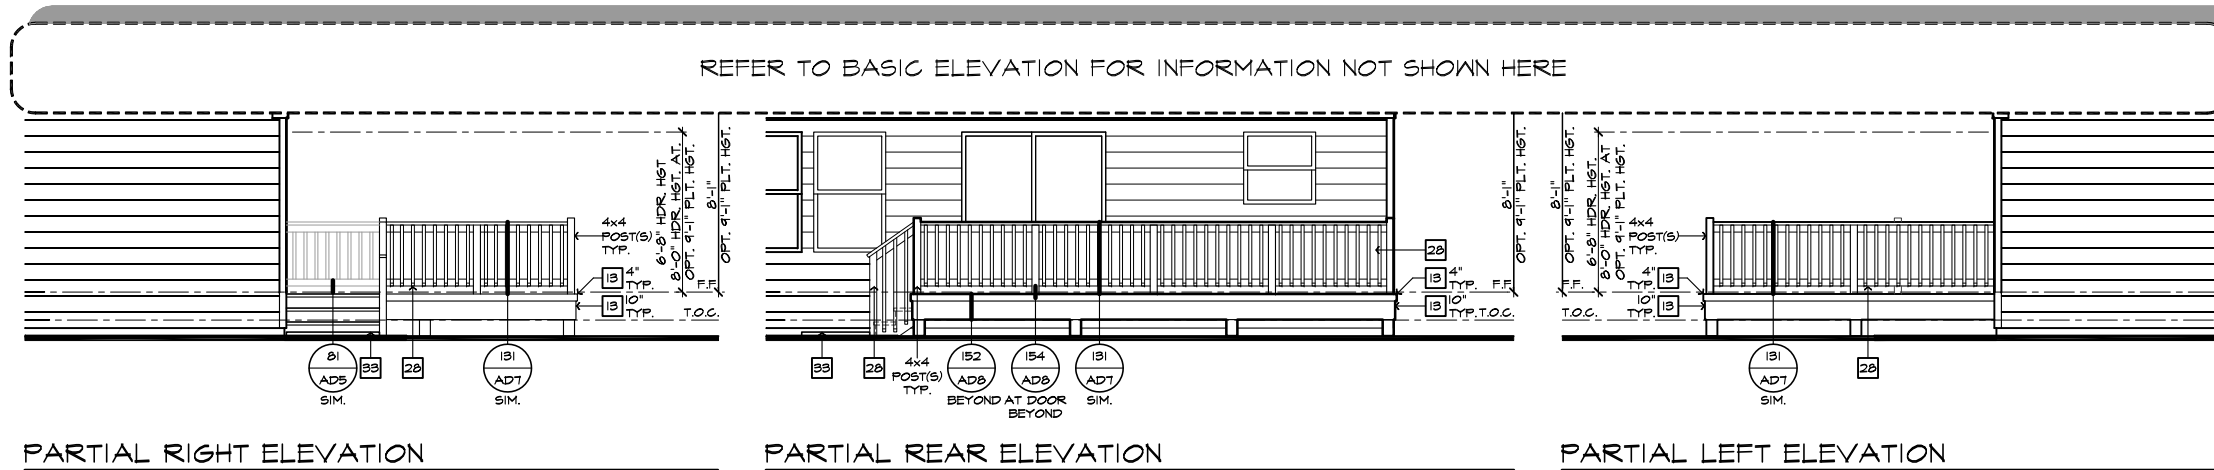 REFER TO BASIC ELEVATION FOR INFORMATION NOT SHOWN HERE
6'-8" HDR. HGT
8'-0" HDR. HGT. AT.
OPT. 9'-1" PLT. HGT.
8'-1"
OPT. 9'-1" PLT. HGT.
4x4
POST(S)
TYP.
13 4"
TYP.
F.F.
13 10"
TYP.
T.O.C.
81
AD5
SIM.
33
28
131
AD7
SIM.
PARTIAL RIGHT ELEVATION
8'-1"
OPT. 9'-1" PLT. HGT.
28
13 4"
TYP.
F.F.
13 10"
TYP.
T.O.C.
33
28
4x4
POST(S)
TYP.
152
AD8
BEYOND
154
AD8
AT DOOR
BEYOND
131
AD7
SIM.
PARTIAL REAR ELEVATION
8'-1"
OPT. 9'-1" PLT. HGT.
6'-8" HDR. HGT.
8'-0" HDR. HGT. AT
OPT. 9'-1" PLT. HGT.
4x4
POST(S)
TYP.
F.F.
4" 13
TYP.
T.O.C.
10" 13
TYP.
131
AD7
SIM.
28
PARTIAL LEFT ELEVATION